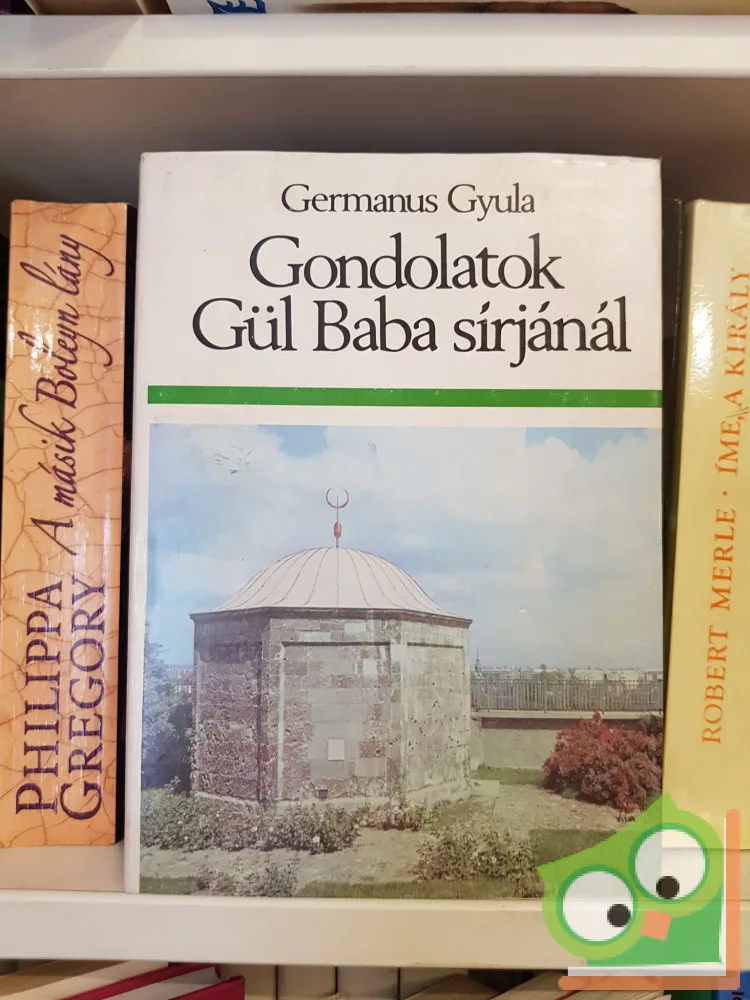 Germanus Gyula
Gondolatok
Gül Baba sírjánál
PHILIPPA
GREGORY
A másik Boleyn lány
ROBERT MERLE · ÍME, A KIRÁLY